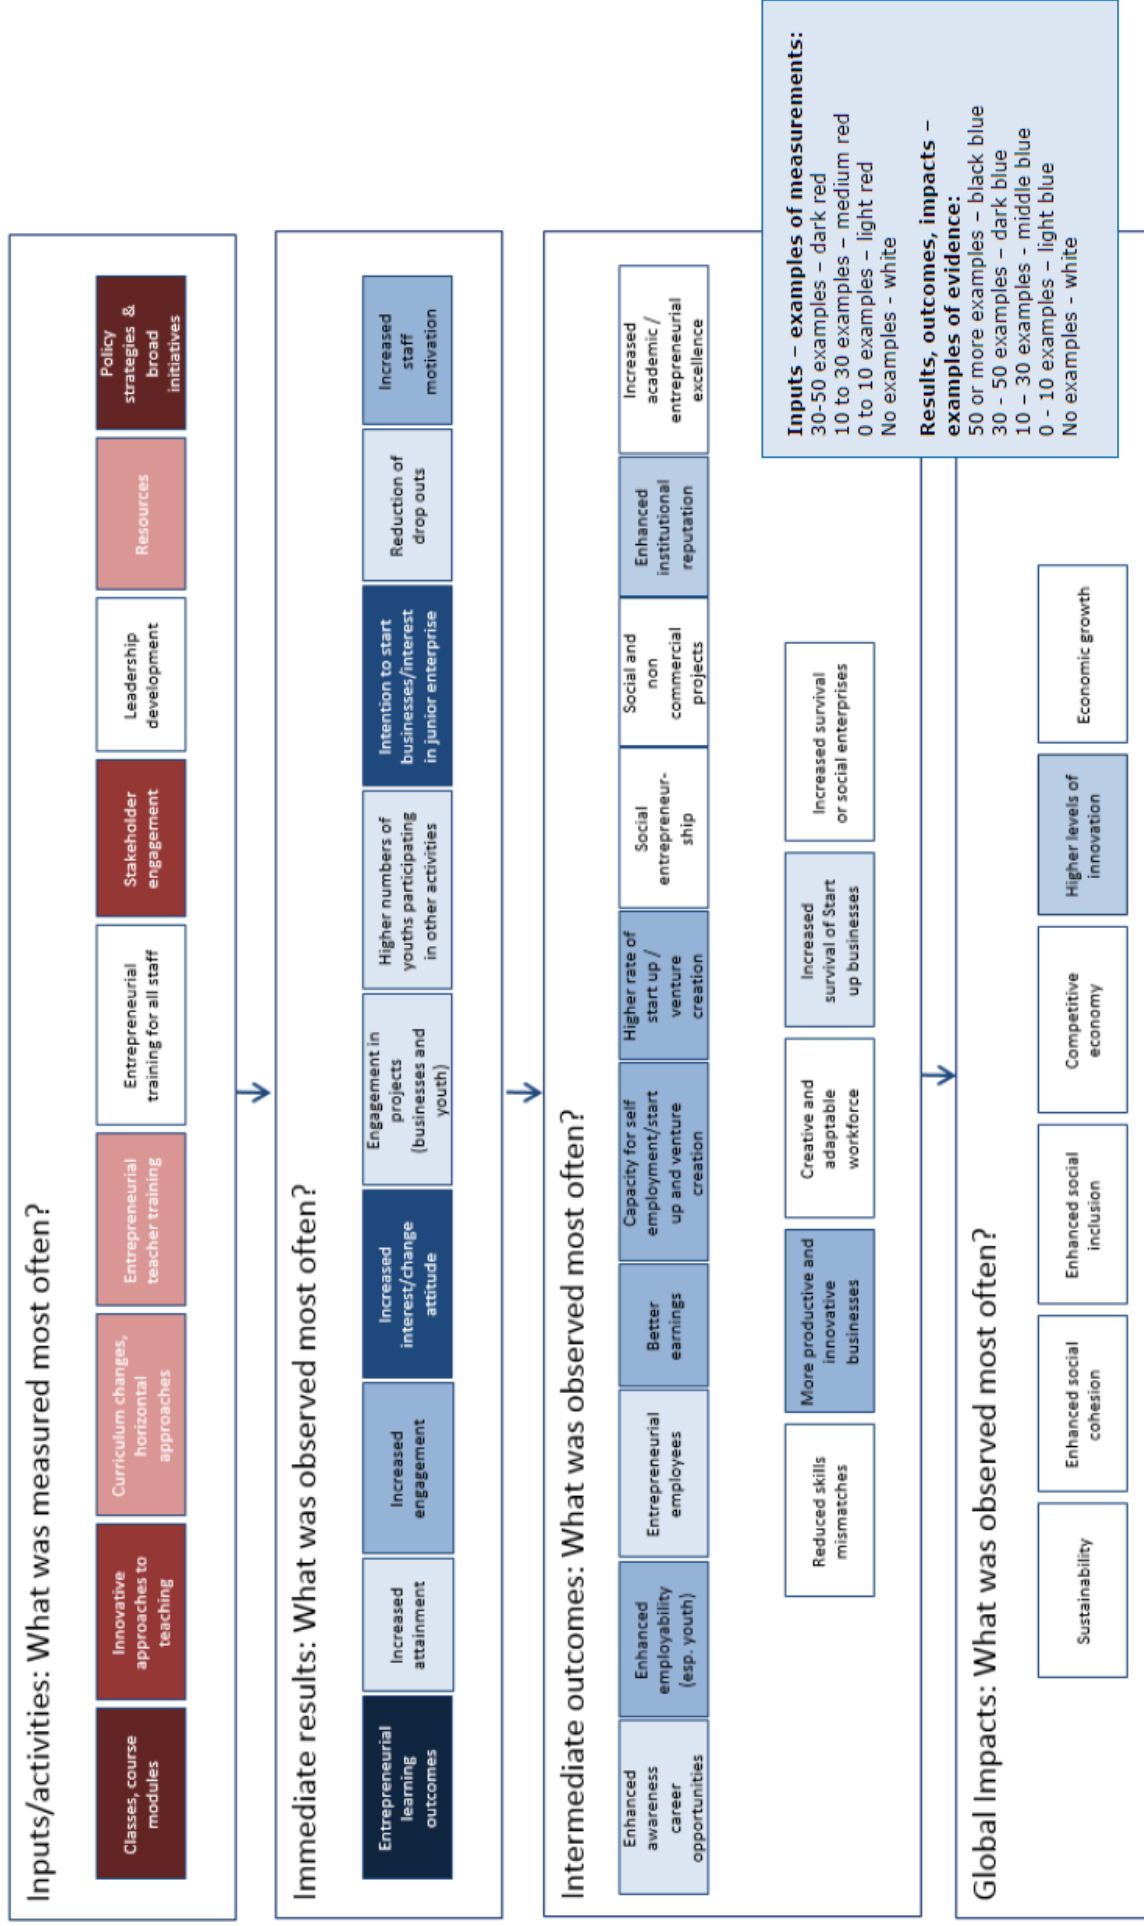 Inputs/activities: What was measured most often?
Classes, course
modules
Innovative
approaches to
teaching
Curriculum changes,
horizontal
approaches
Entrepreneurial
teacher training
Entrepreneurial
training for all staff
Stakeholder
engagement
Leadership
development
Resources
Policy
strategies &
broad
initiatives
Immediate results: What was observed most often?
Entrepreneurial
learning
outcomes
Increased
attainment
Increased
engagement
Increased
interest/change
attitude
Engagement in
projects
(businesses and
youth)
Higher numbers of
youths participating
in other activities
Intention to start
businesses/interest
in junior enterprise
Reduction of
drop outs
Increased
staff
motivation
Intermediate outcomes: What was observed most often?
Enhanced
awareness
career
opportunities
Enhanced
employability
(esp. youth)
Entrepreneurial
employees
Better
earnings
Capacity for self
employment/start
up and venture
creation
Higher rate of
start up /
venture
creation
Social
entrepreneur-
ship
Social and
non
commercial
projects
Enhanced
institutional
reputation
Increased
academic /
entrepreneurial
excellence
Reduced skills
mismatches
More productive and
innovative
businesses
Creative and
adaptable
workforce
Increased
survival of Start
up businesses
Increased survival
or social enterprises
Inputs – examples of measurements:
30-50 examples – dark red
10 to 30 examples – medium red
0 to 10 examples – light red
No examples - white
Results, outcomes, impacts –
examples of evidence:
50 or more examples – black blue
30 - 50 examples – dark blue
10 – 30 examples - middle blue
0 - 10 examples – light blue
No examples - white
Global Impacts: What was observed most often?
Sustainability
Enhanced social
cohesion
Enhanced social
inclusion
Competitive
economy
Higher levels of
innovation
Economic growth